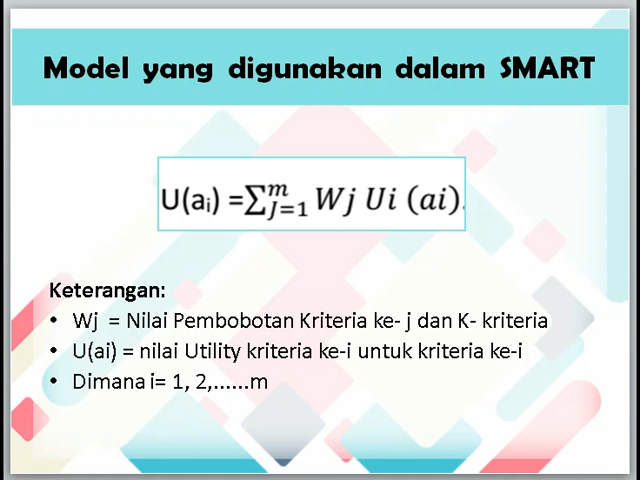 Model yang digunakan dalam SMART
U(aᵢ) =∑ᵐⱼ₌₁ Wj Ui (ai).
Keterangan:
• Wj = Nilai Pembobotan Kriteria ke- j dan K- kriteria
• U(ai) = nilai Utility kriteria ke-i untuk kriteria ke-i
• Dimana i= 1, 2,......m